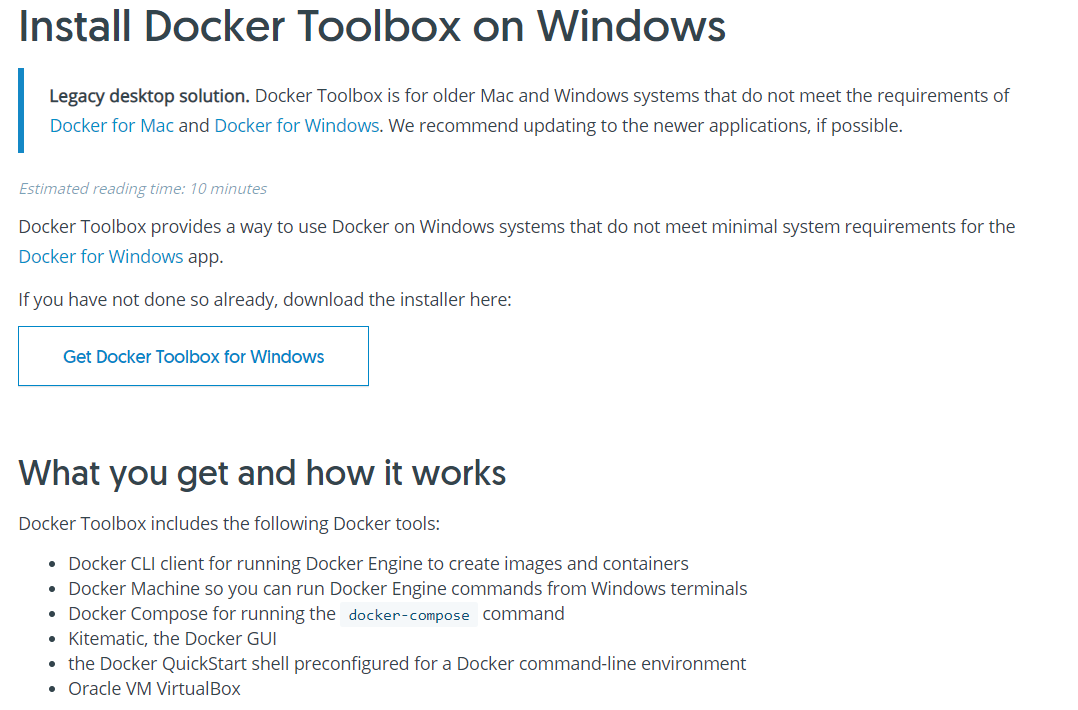 Install Docker Toolbox on Windows
Legacy desktop solution. Docker Toolbox is for older Mac and Windows systems that do not meet the requirements of
Docker for Mac and Docker for Windows. We recommend updating to the newer applications, if possible.
Estimated reading time: 10 minutes
Docker Toolbox provides a way to use Docker on Windows systems that do not meet minimal system requirements for the
Docker for Windows app.
If you have not done so already, download the installer here:
Get Docker Toolbox for Windows
What you get and how it works
Docker Toolbox includes the following Docker tools:
• Docker CLI client for running Docker Engine to create images and containers
• Docker Machine so you can run Docker Engine commands from Windows terminals
• Docker Compose for running the docker-compose command
• Kitematic, the Docker GUI
• the Docker QuickStart shell preconfigured for a Docker command-line environment
• Oracle VM VirtualBox